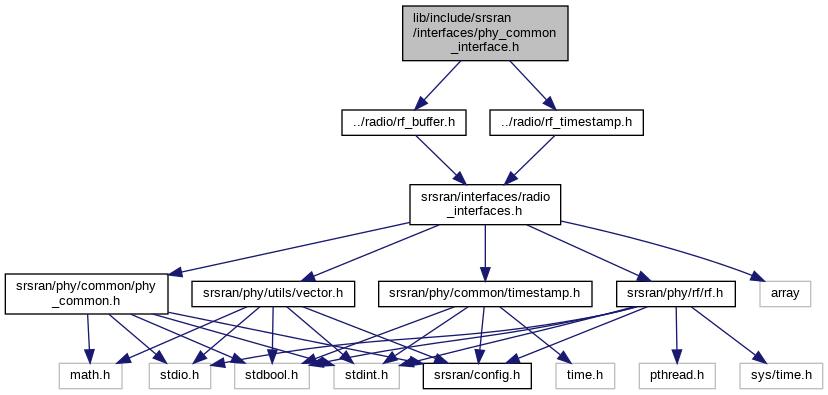 lib/include/srsran
/interfaces/phy_common
_interface.h
../radio/rf_buffer.h
../radio/rf_timestamp.h
srsran/interfaces/radio
_interfaces.h
srsran/phy/common/phy
_common.h
srsran/phy/utils/vector.h
srsran/phy/common/timestamp.h
srsran/phy/rf/rf.h
array
math.h
stdio.h
stdbool.h
stdint.h
srsran/config.h
time.h
pthread.h
sys/time.h